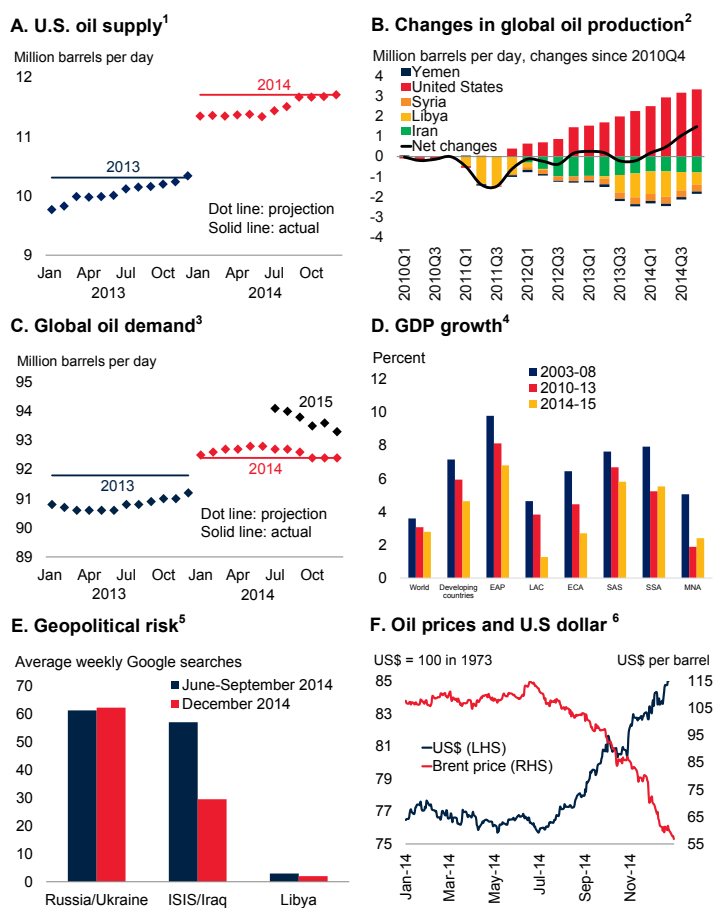 A. U.S. oil supply1
Million barrels per day
12
11
10
9
2014
2013
Dot line: projection
Solid line: actual
Jan Apr Jul Oct Jan Apr Jul Oct
2013 2014
B. Changes in global oil production2
Million barrels per day, changes since 2010Q4
4
3
2
1
0
-1
-2
-3
-4
Yemen
United States
Syria
Libya
Iran
Net changes
2010Q1
2010Q3
2011Q1
2011Q3
2012Q1
2012Q3
2013Q1
2013Q3
2014Q1
2014Q3
C. Global oil demand3
Million barrels per day
95
94
93
92
91
90
89
2015
2014
2013
Dot line: projection
Solid line: actual
Jan Apr Jul Oct Jan Apr Jul Oct
2013 2014
D. GDP growth4
Percent
12
10
8
6
4
2
0
2003-08
2010-13
2014-15
World Developing countries EAP LAC ECA SAS SSA MNA
E. Geopolitical risk5
Average weekly Google searches
70
60
50
40
30
20
10
0
June-September 2014
December 2014
Russia/Ukraine ISIS/Iraq Libya
F. Oil prices and U.S dollar 6
US$ = 100 in 1973 US$ per barrel
85
83
81
79
77
75
115
105
95
85
75
65
55
US$ (LHS)
Brent price (RHS)
Jan-14
Mar-14
May-14
Jul-14
Sep-14
Nov-14